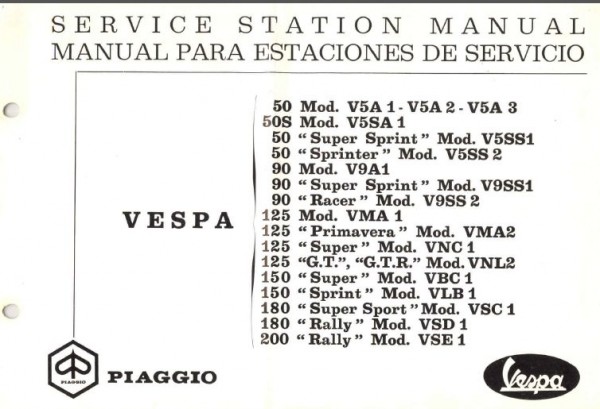 SERVICE STATION MANUAL
MANUAL PARA ESTACIONES DE SERVICIO
VESPA
50 Mod. V5A 1 - V5A 2 - V5A 3
50S Mod. V5SA 1
50 “Super Sprint” Mod. V5SS1
50 “Sprinter” Mod. V5SS 2
90 Mod. V9A1
90 “Super Sprint” Mod. V9SS1
90 “Racer” Mod. V9SS 2
125 Mod. VMA 1
125 “Primavera” Mod. VMA2
125 “Super” Mod. VNC 1
125 “G.T.”, “G.T.R.” Mod. VNL2
150 “Super” Mod. VBC 1
150 “Sprint” Mod. VLB 1
180 “Super Sport” Mod. VSC 1
180 “Rally” Mod. VSD 1
200 “Rally” Mod. VSE 1
PIAGGIO
PIAGGIO
Vespa